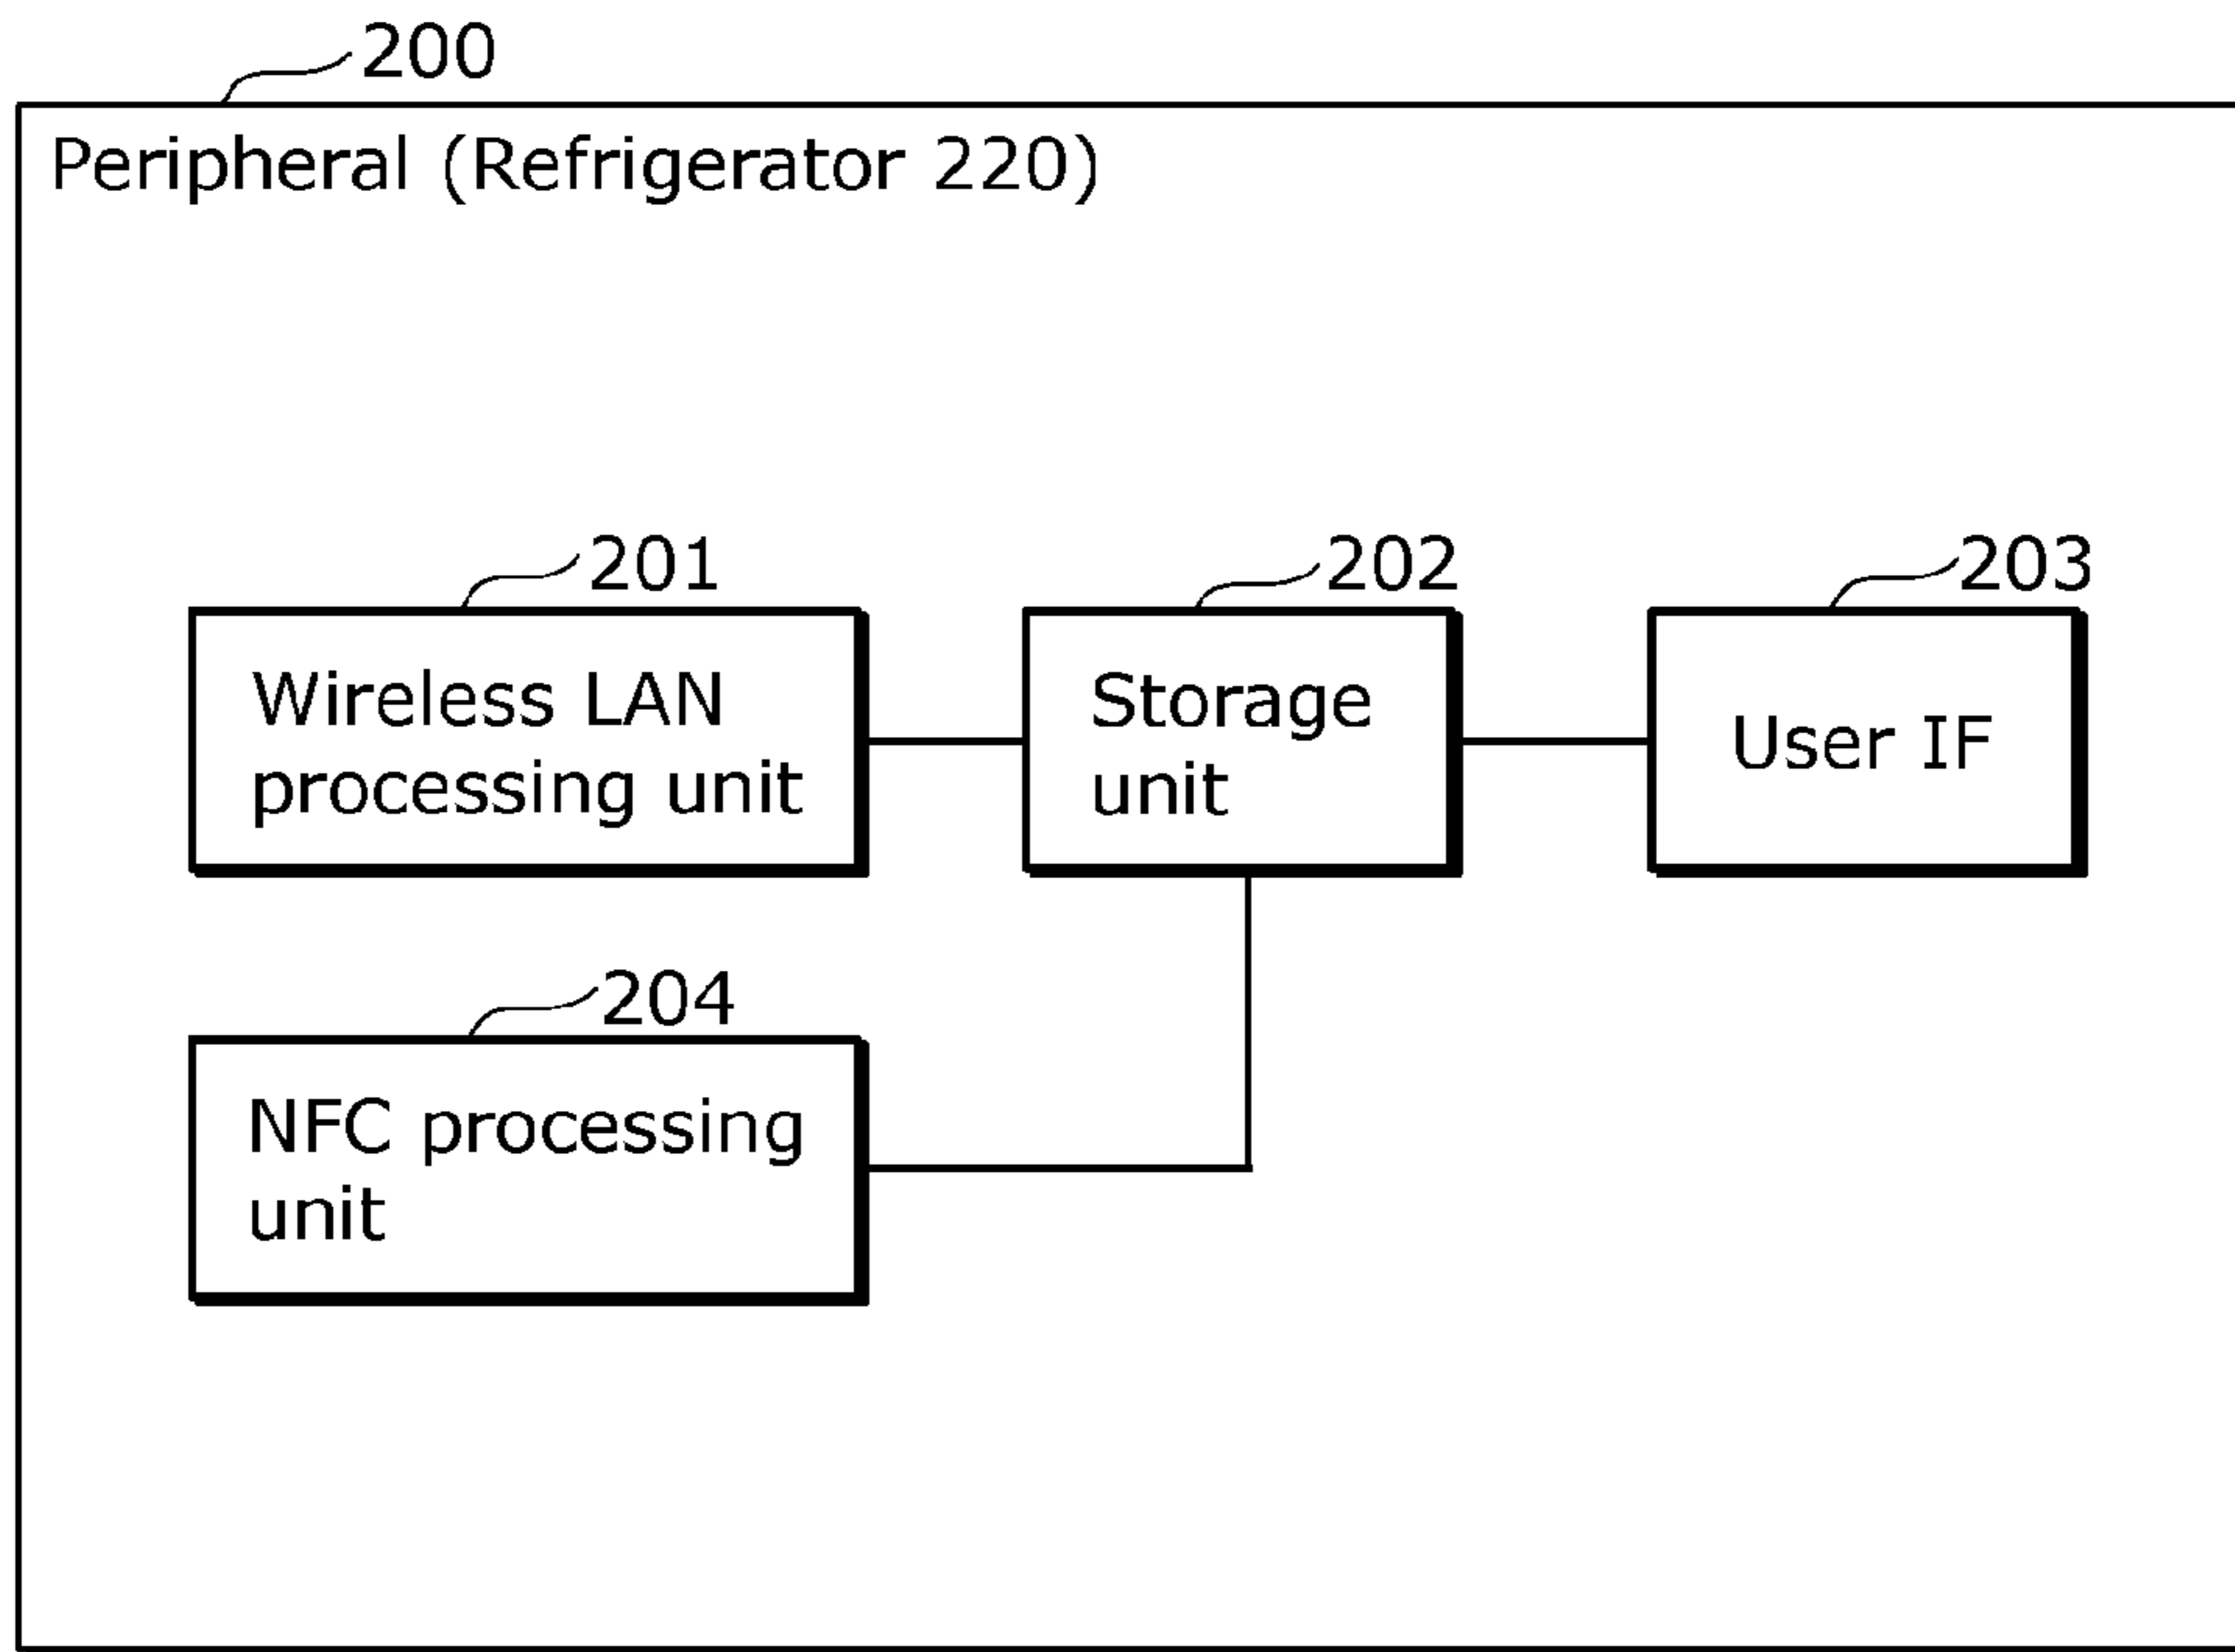 200
Peripheral (Refrigerator 220)
201
202
203
Wireless LAN
processing unit
Storage
unit
User IF
204
NFC processing
unit